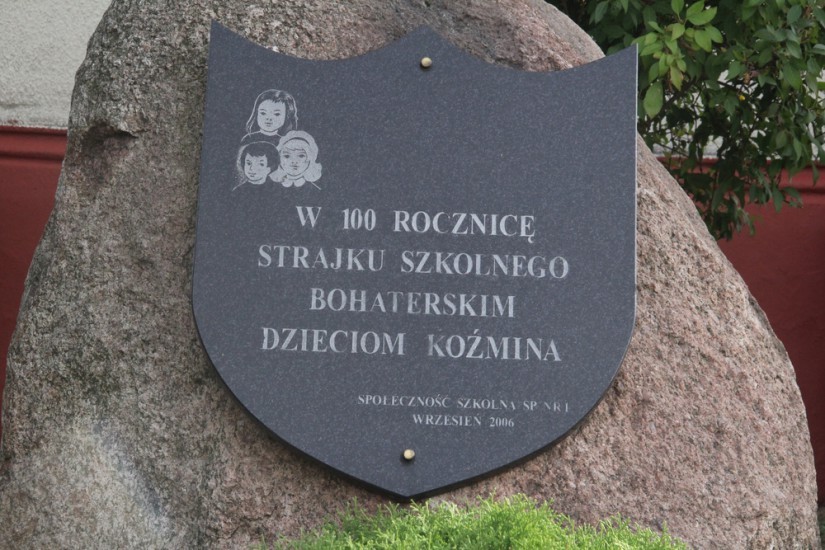 W 100 ROCZNICĘ
STRAJKU SZKOLNEGO
BOHATERSKIM
DZIECIOM KOŹMINA
SPOŁECZNOŚĆ SZKOLNA SP NR 1
WRZESIEŃ 2006